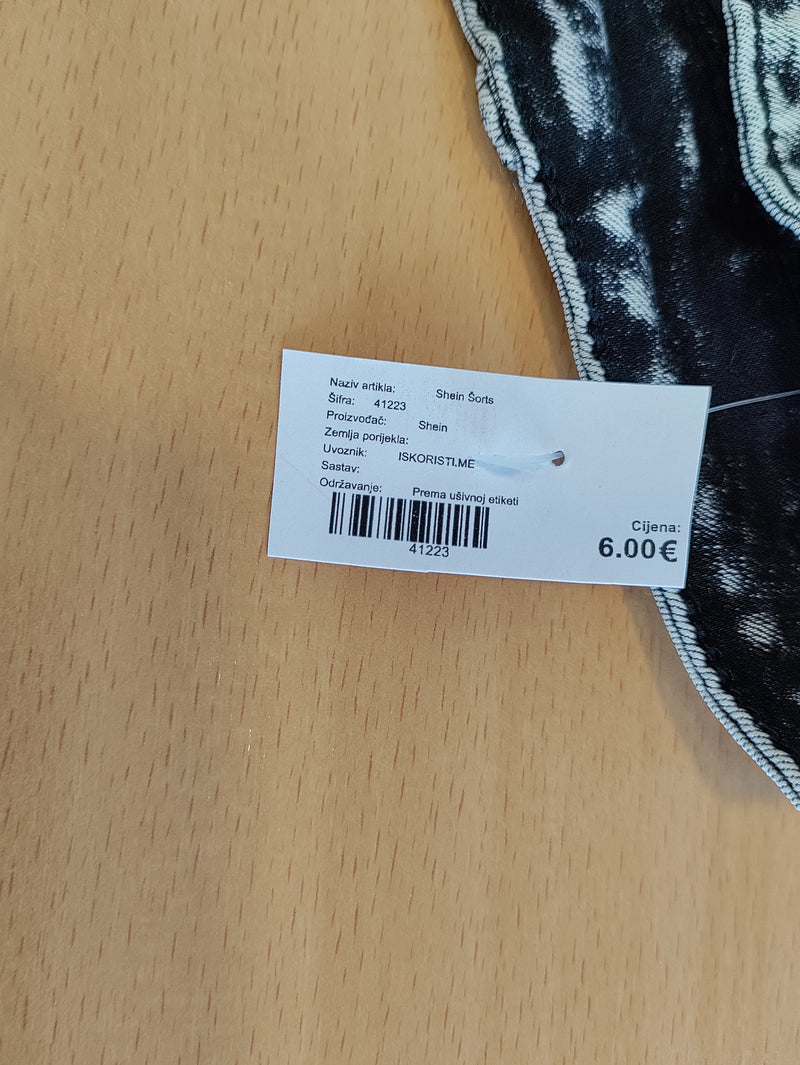 Naziv artikla: Shein Šorts
Šifra: 41223
Proizvođač: Shein
Zemlja porijekla:
Uvoznik: ISKORISTI.ME
Sastav:
Održavanje: Prema ušivnoj etiketi
41223
Cijena:
6.00€